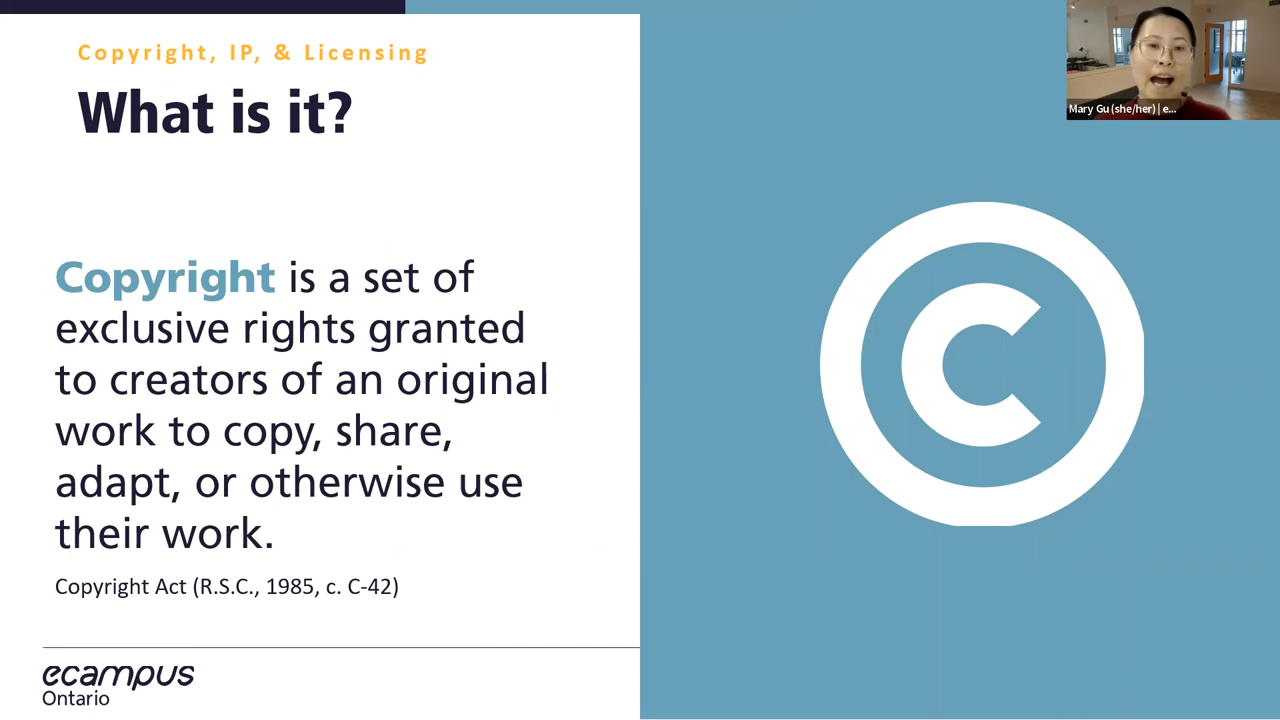 Copyright, IP, & Licensing
What is it?
Copyright is a set of
exclusive rights granted
to creators of an original
work to copy, share,
adapt, or otherwise use
their work.
Copyright Act (R.S.C., 1985, c. C-42)
ecampus
Ontario
Mary Gu (she/her) | e...